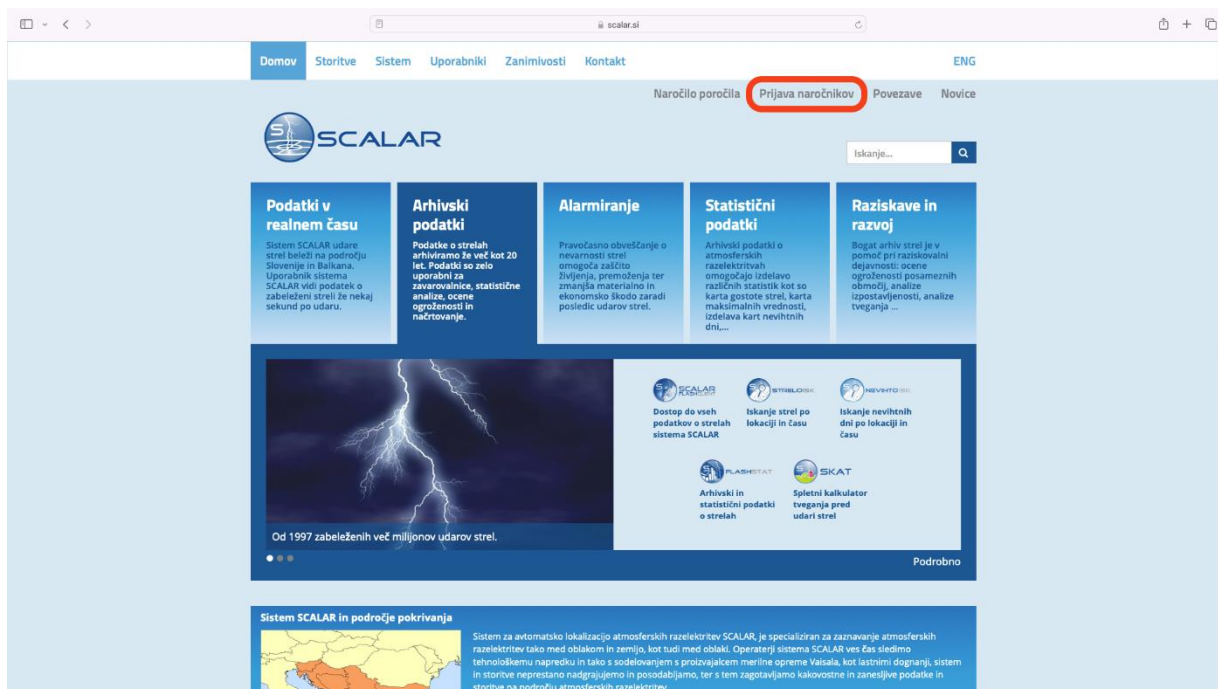 scalar.si
Domov Storitve Sistem Uporabniki Zanimivosti Kontakt ENG
Naročilo poročila Prijava naročnikov Povezave Novice
SCALAR
Iskanje...
Podatki v
realnem času
Sistem SCALAR udare
strel beleži na področju
Slovenije in Balkana.
Uporabnik sistema
SCALAR vidi podatek o
zabeleženi streli že nekaj
sekund po udaru.
Arhivski
podatki
Podatke o strelah
arhiviramo že več kot 20
let. Podatki so zelo
uporabni za
zavarovalnice, statistične
analize, ocene
ogroženosti in
načrtovanje.
Alarmiranje
Pravočasno obveščanje o
nevarnosti strel
omogoča zaščito
življenja, premoženja ter
zmanjša materialno in
ekonomsko škodo zaradi
posledic udarov strel.
Statistični
podatki
Arhivski podatki o
atmosferskih
razelektritvah
omogočajo izdelavo
različnih statistik kot so
karta gostote strel, karta
maksimalnih vrednosti,
izdelava kart nevihtnih
dni,...
Raziskave in
razvoj
Bogat arhiv strel je v
pomoč pri raziskovalni
dejavnosti: ocene
ogroženosti posameznih
območij, analize
izpostavljenosti, analize
tveganja ...
SCALAR
FLASHCLIENT
Dostop do vseh
podatkov o strelah
sistema SCALAR
STRELOISK
Iskanje strel po
lokaciji in času
NEVIHTOISK
Iskanje nevihtnih
dni po lokaciji in
času
FLASHSTAT
Arhivski in
statistični podatki
o strelah
SKAT
Spletni kalkulator
tveganja pred
udari strel
Od 1997 zabeleženih več milijonov udarov strel.
Podrobno
Sistem SCALAR in področje pokrivanja
Sistem za avtomatsko lokalizacijo atmosferskih razelektritev SCALAR, je specializiran za zaznavanje atmosferskih
razelektritev tako med oblakom in zemljo, kot tudi med oblaki. Operaterji sistema SCALAR ves čas sledimo
tehnološkemu napredku in tako s sodelovanjem s proizvajalcem merilne opreme Vaisala, kot lastnimi dognanji, sistem
in storitve neprestano nadgrajujemo in posodabljamo, ter s tem zagotavljamo kakovostne in zanesljive podatke in
storitve na področju atmosferskih razelektritev.